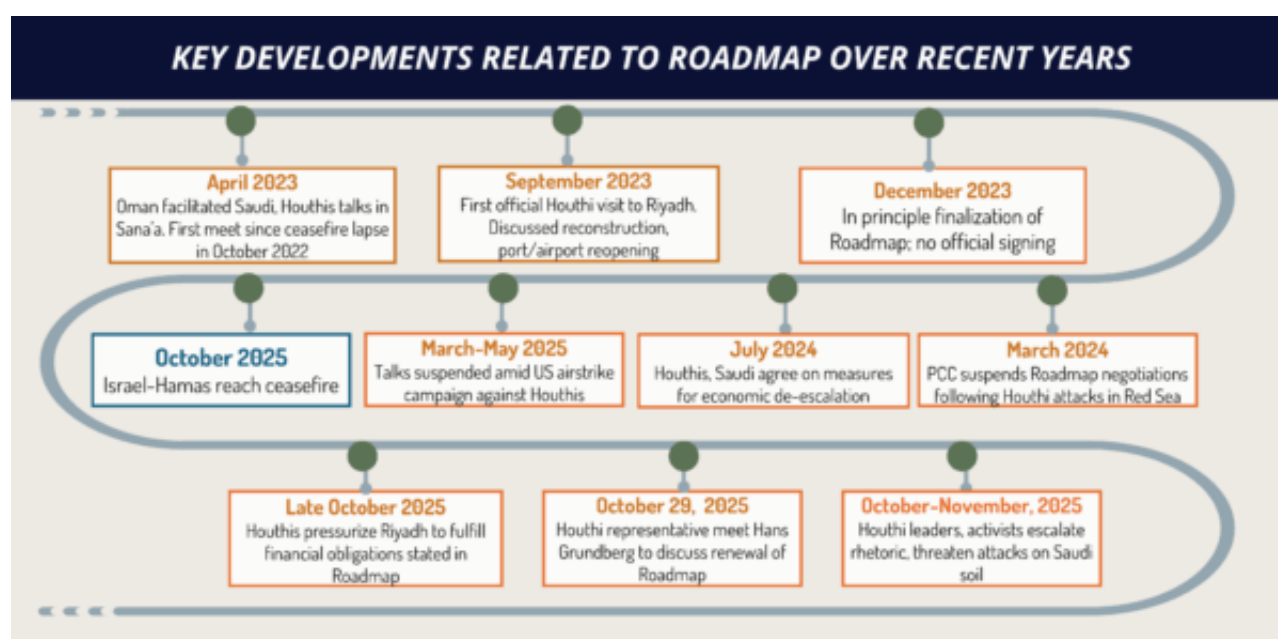 KEY DEVELOPMENTS RELATED TO ROADMAP OVER RECENT YEARS
April 2023
Oman facilitated Saudi, Houthis talks in
Sana'a. First meet since ceasefire lapse
in October 2022
September 2023
First official Houthi visit to Riyadh.
Discussed reconstruction,
port/airport reopening
December 2023
In principle finalization of
Roadmap; no official signing
October 2025
Israel-Hamas reach ceasefire
March-May 2025
Talks suspended amid US airstrike
campaign against Houthis
July 2024
Houthis, Saudi agree on measures
for economic de-escalation
March 2024
PCC suspends Roadmap negotiations
following Houthi attacks in Red Sea
Late October 2025
Houthis pressurize Riyadh to fulfill
financial obligations stated in
Roadmap
October 29, 2025
Houthi representative meet Hans
Grundberg to discuss renewal of
Roadmap
October-November, 2025
Houthi leaders, activists escalate
rhetoric, threaten attacks on Saudi
soil